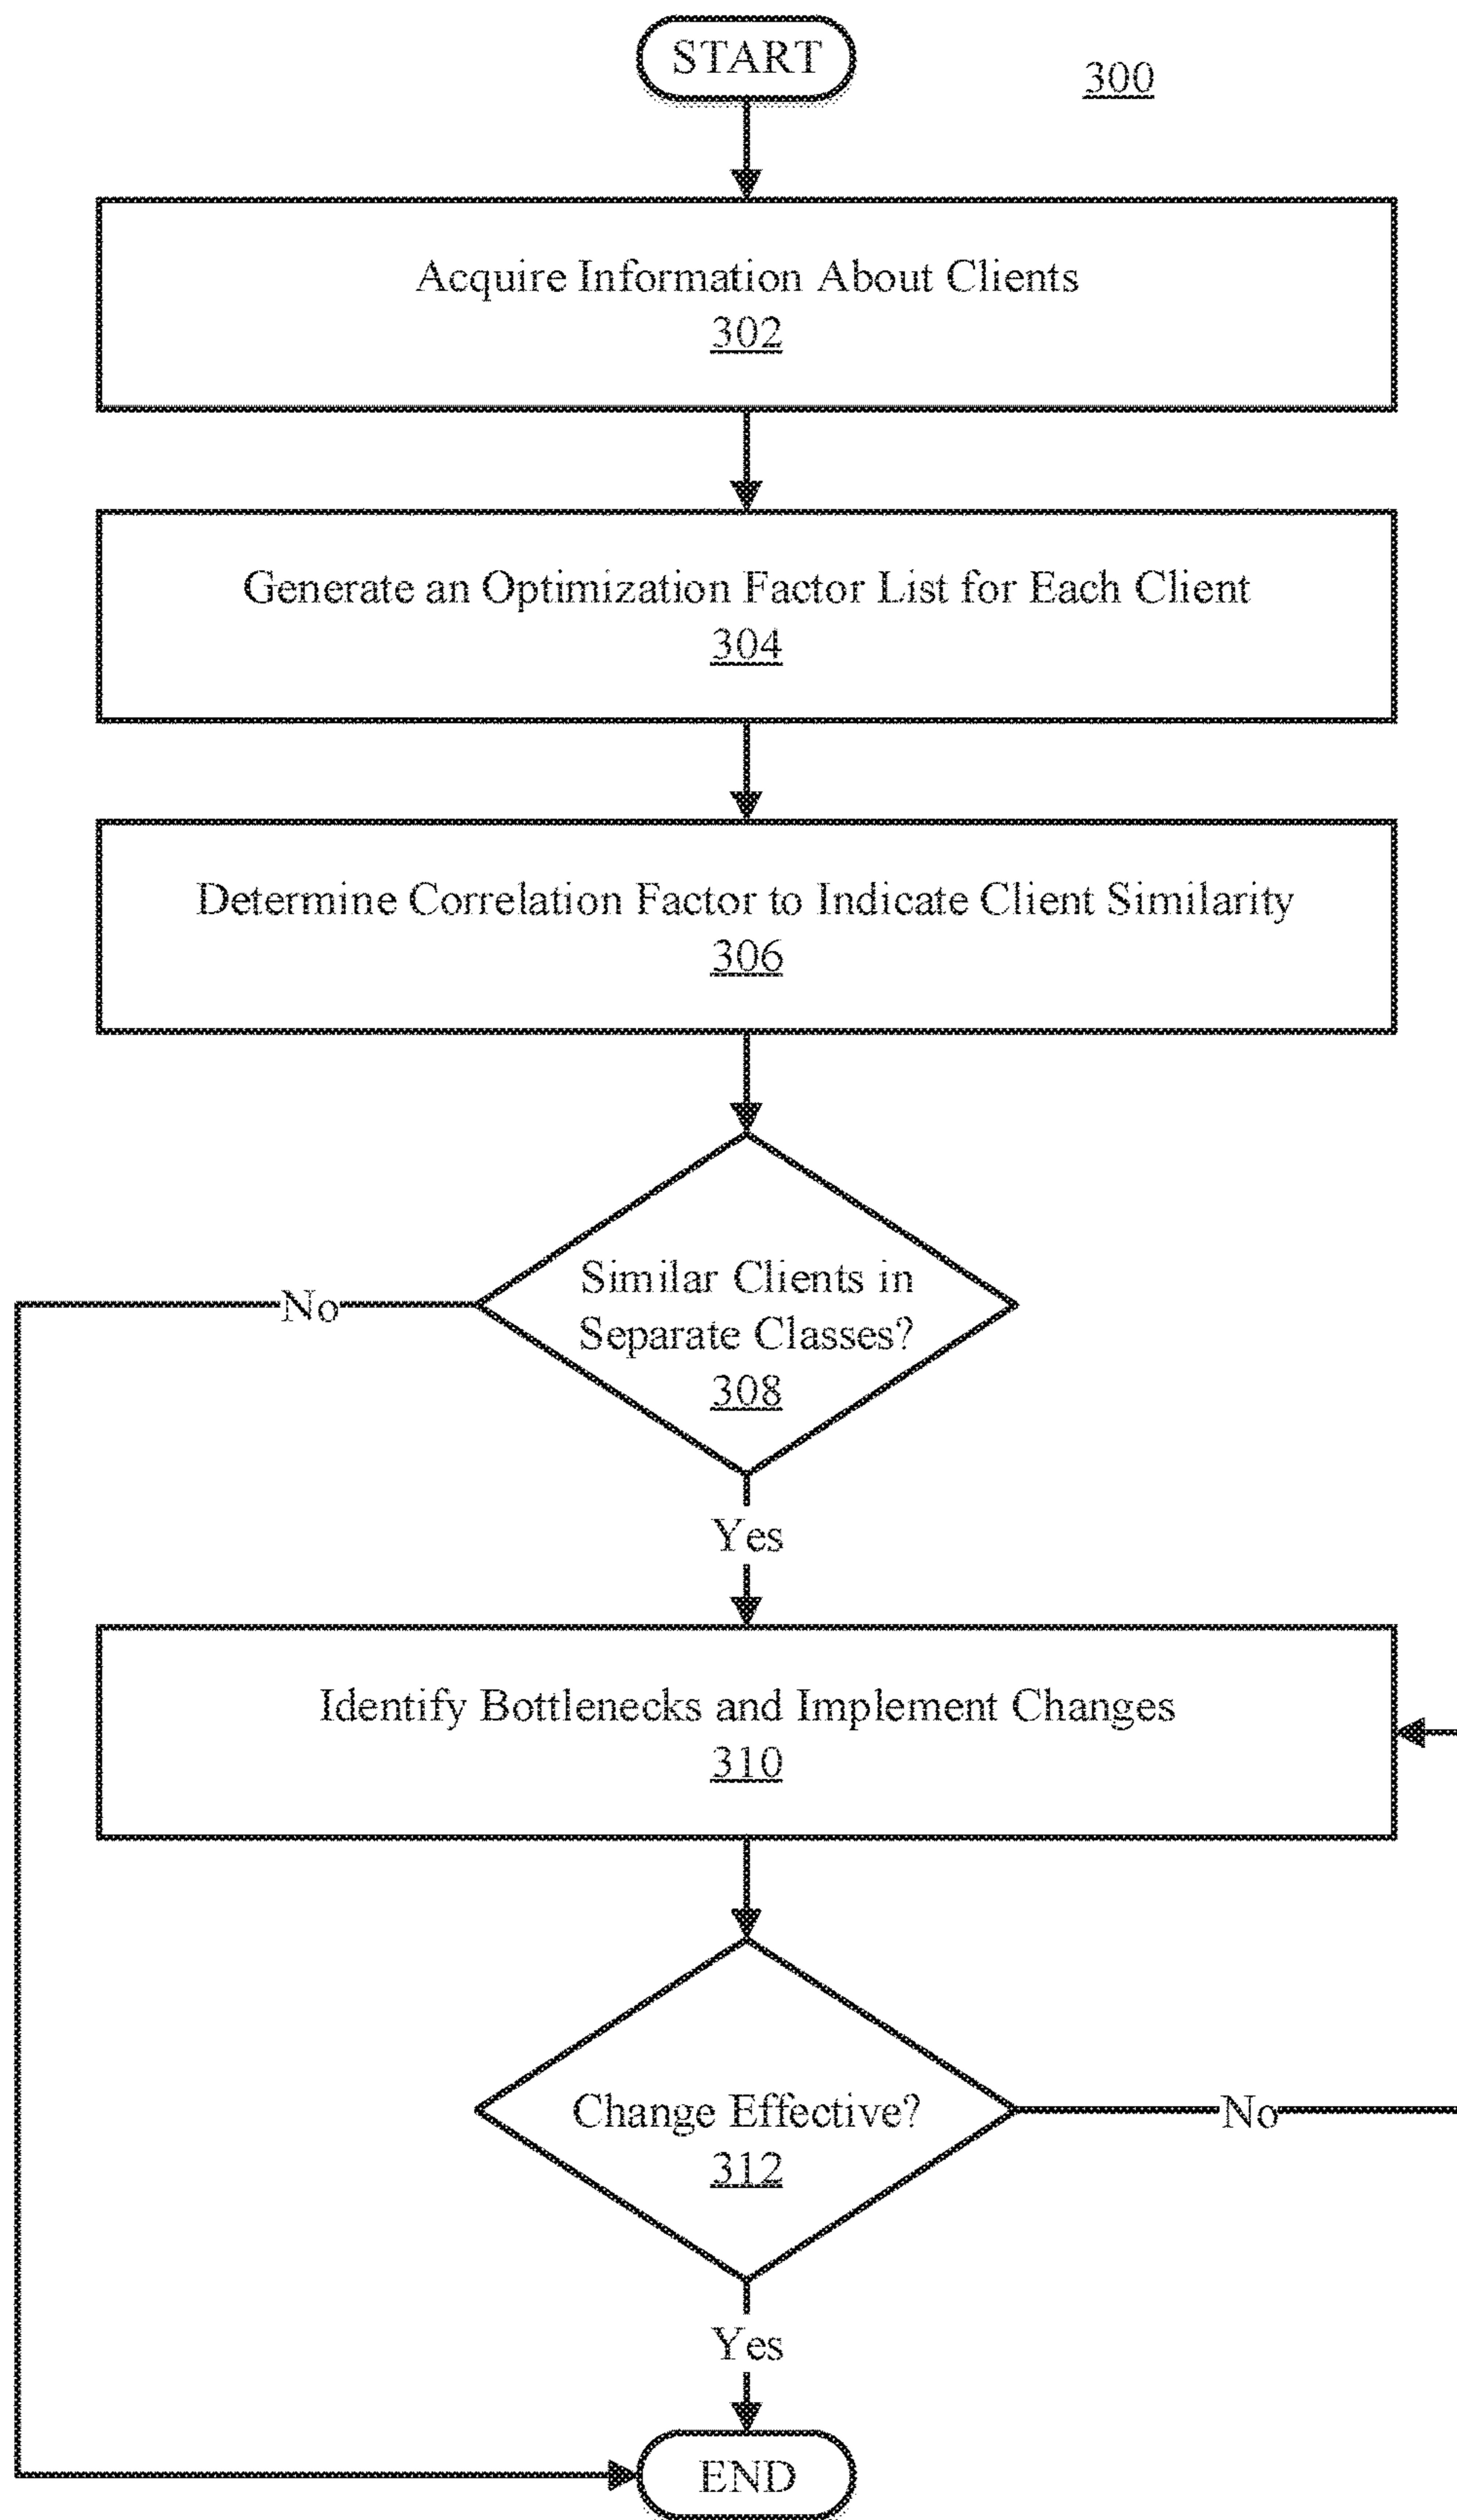 START
300
Acquire Information About Clients
302
Generate an Optimization Factor List for Each Client
304
Determine Correlation Factor to Indicate Client Similarity
306
Similar Clients in
Separate Classes?
308
No
Yes
Identify Bottlenecks and Implement Changes
310
Change Effective?
312
No
Yes
END